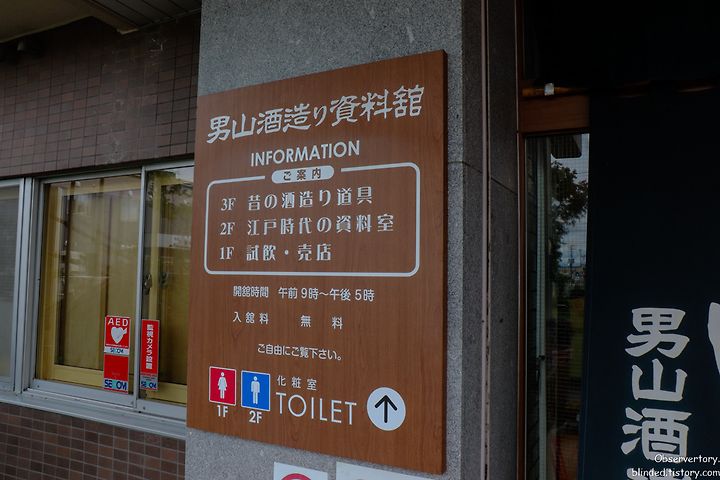 男山酒造り資料舘
INFORMATION
ご案内
3F 昔の酒造り道具
2F 江戸時代の資料室
1F 試飲・売店
開舘時間 午前9時～午後5時
入舘料 無料
ご自由にご覧下さい。
化粧室
TOILET
1F 2F
AED
SECOM
監視カメラ設置
SECOM
SECOM
男山酒
Observertory.
blinded.tistory.com